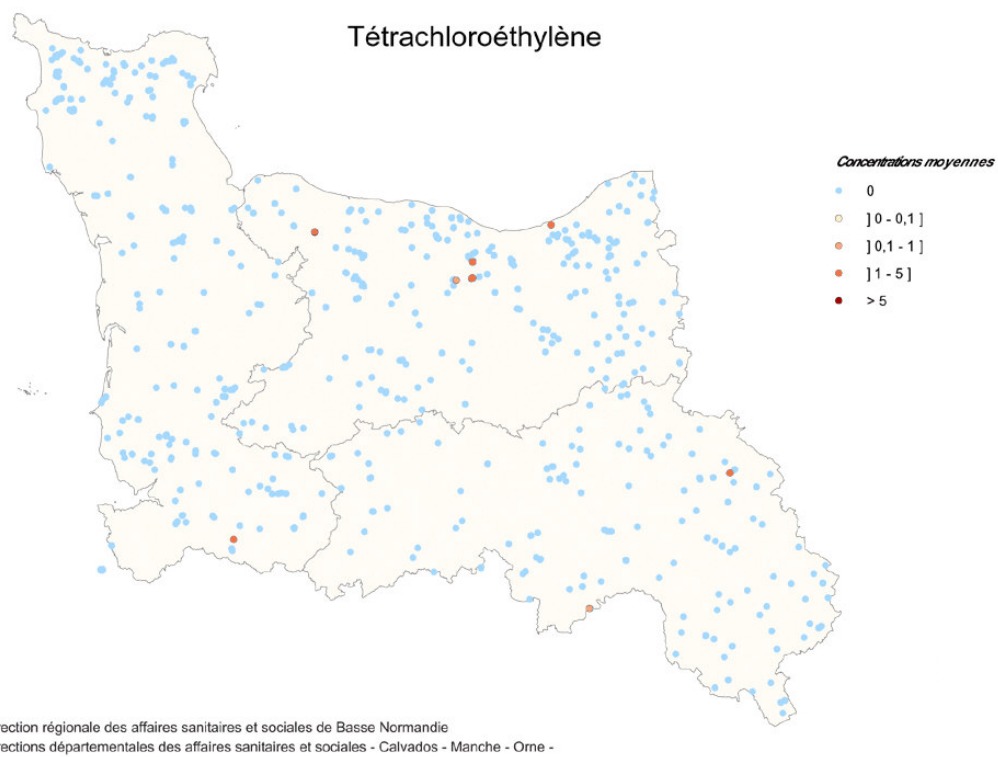 Tétrachloroéthylène
Concentrations moyennes
0
] 0 - 0,1 ]
] 0,1 - 1 ]
] 1 - 5 ]
> 5
rection régionale des affaires sanitaires et sociales de Basse Normandie
rections départementales des affaires sanitaires et sociales - Calvados - Manche - Orne -